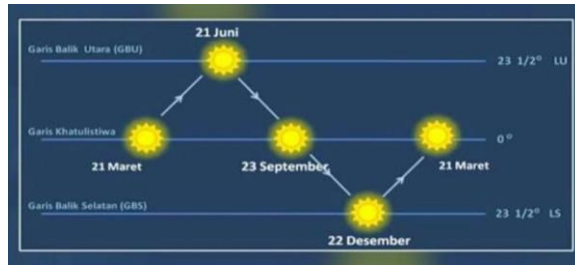 21 Juni
Garis Balik Utara (GBU)
23 1/2° LU
Garis Khatulistiwa
0°
21 Maret
23 September
21 Maret
Garis Balik Selatan (GBS)
23 1/2° LS
22 Desember